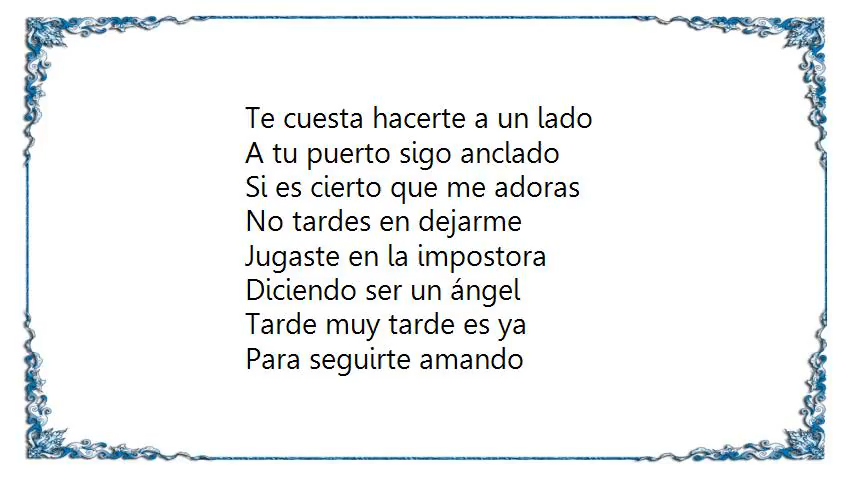 Te cuesta hacerte a un lado
A tu puerto sigo anclado
Si es cierto que me adoras
No tardes en dejarme
Jugaste en la impostora
Diciendo ser un ángel
Tarde muy tarde es ya
Para seguirte amando